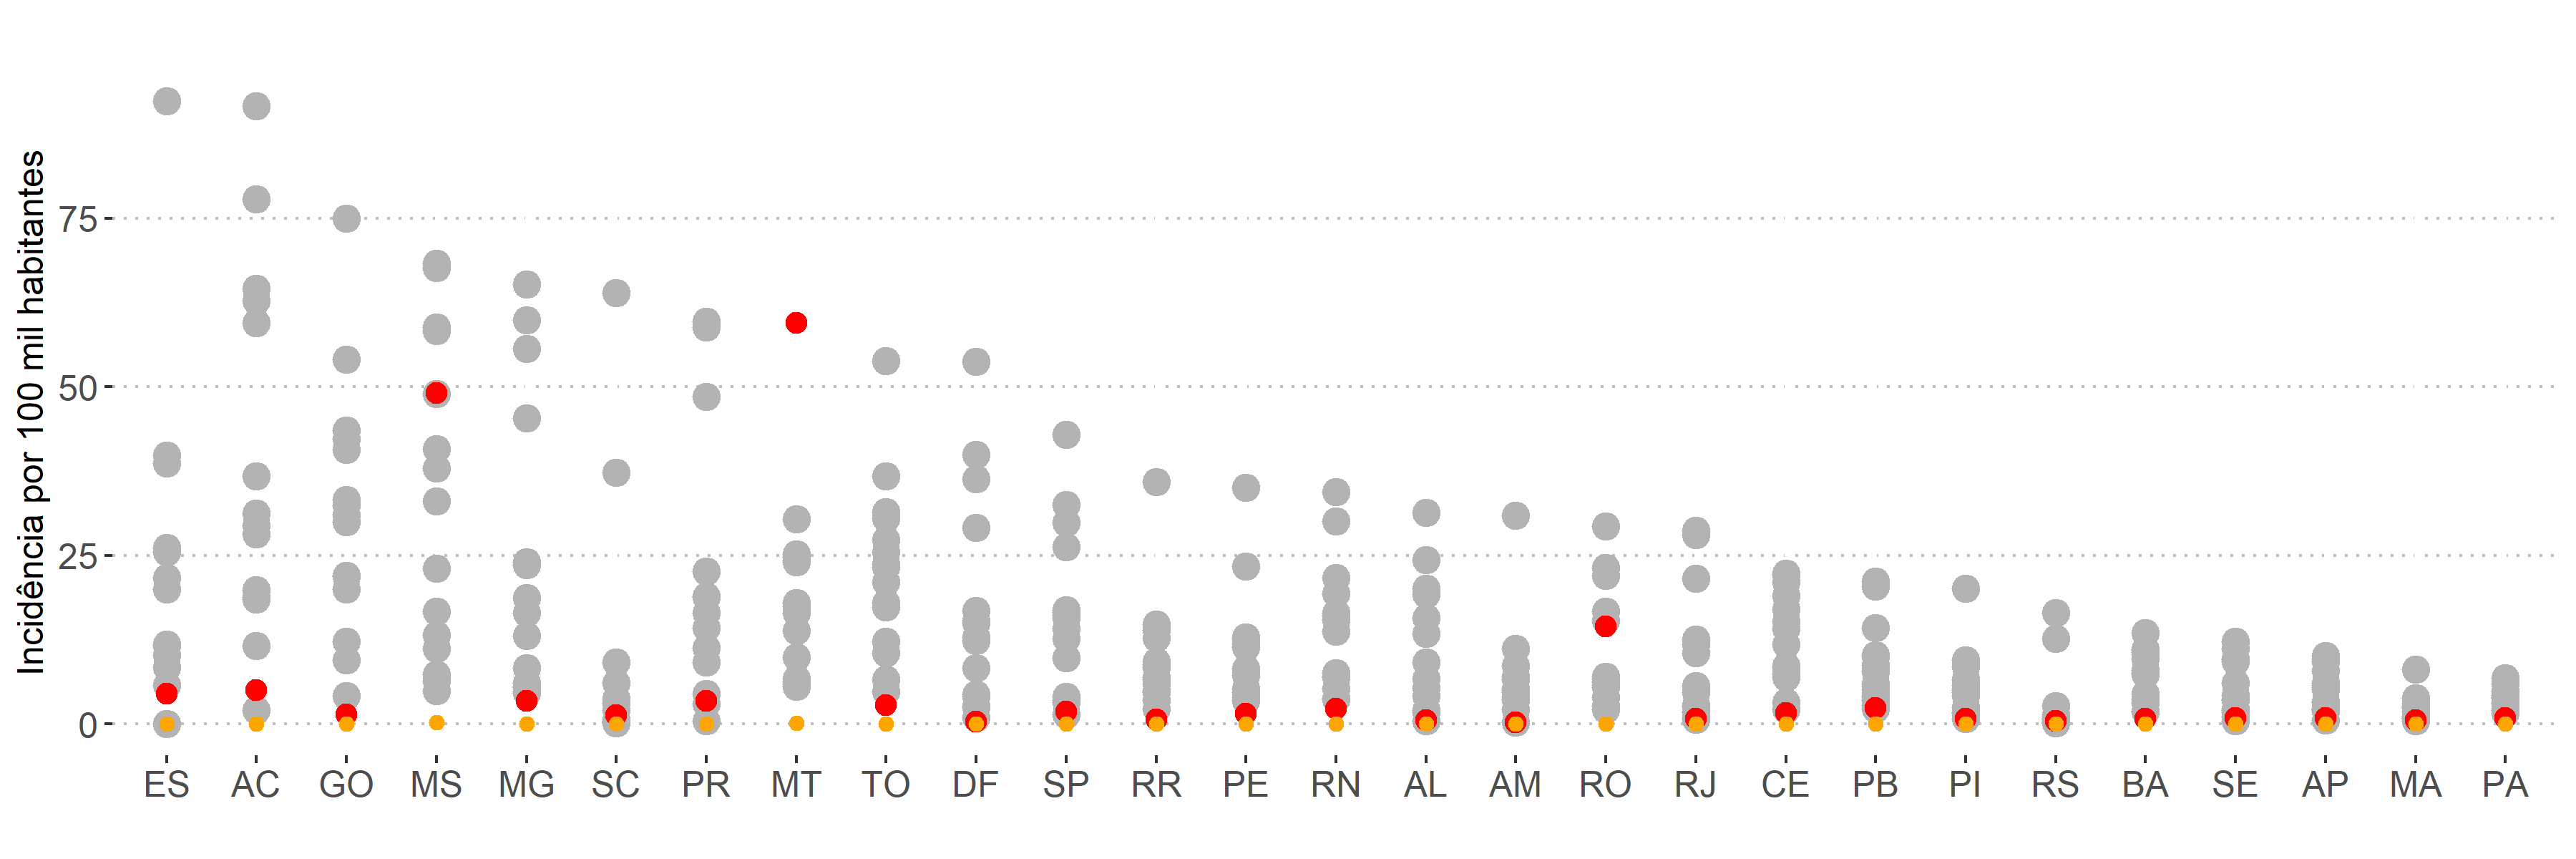 Incidência por 100 mil habitantes
75
50
25
0
ES AC GO MS MG SC PR MT TO DF SP RR PE RN AL AM RO RJ CE PB PI RS BA SE AP MA PA